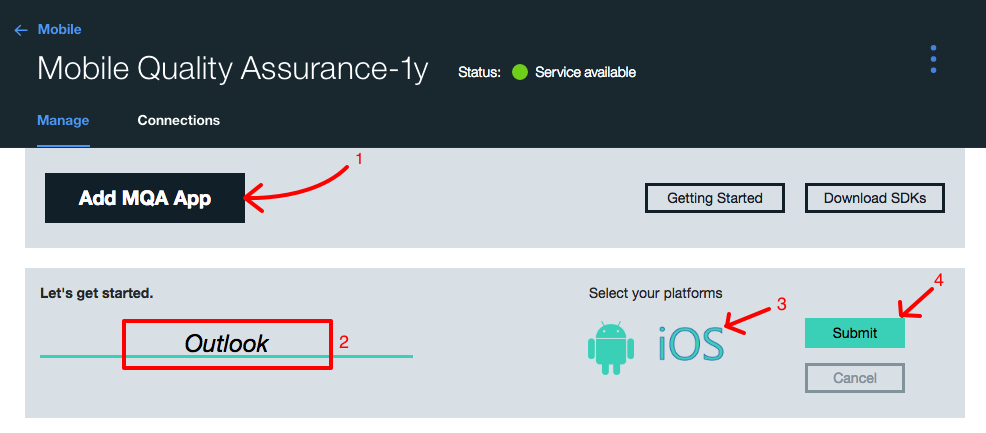 Mobile
Mobile Quality Assurance-1y
Status: Service available
Manage
Connections
1
Add MQA App
Getting Started
Download SDKs
Let's get started.
Select your platforms
4
3
Outlook
2
iOS
Submit
Cancel